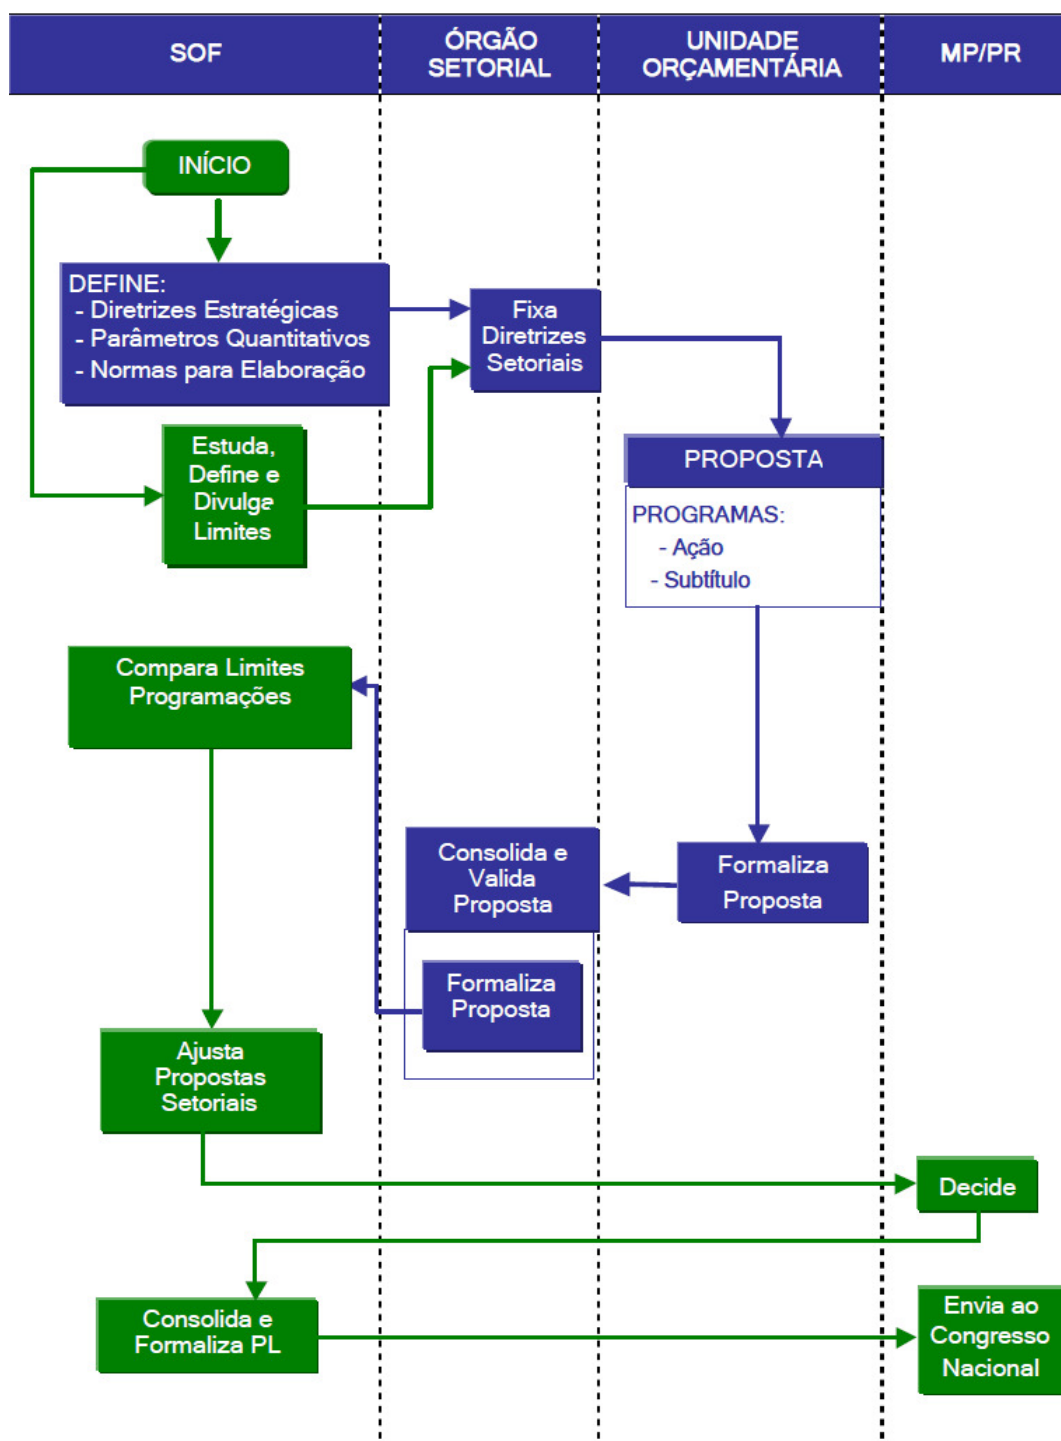 SOF
ÓRGÃO
SETORIAL
UNIDADE
ORÇAMENTÁRIA
MP/PR
INÍCIO
DEFINE:
- Diretrizes Estratégicas
- Parâmetros Quantitativos
- Normas para Elaboração
Fixa
Diretrizes
Setoriais
Estuda,
Define e
Divulga
Limites
PROPOSTA
PROGRAMAS:
- Ação
- Subtítulo
Compara Limites
Programações
Formaliza
Proposta
Consolida e
Valida
Proposta
Formaliza
Proposta
Ajusta
Propostas
Setoriais
Decide
Consolida e
Formaliza PL
Envia ao
Congresso
Nacional